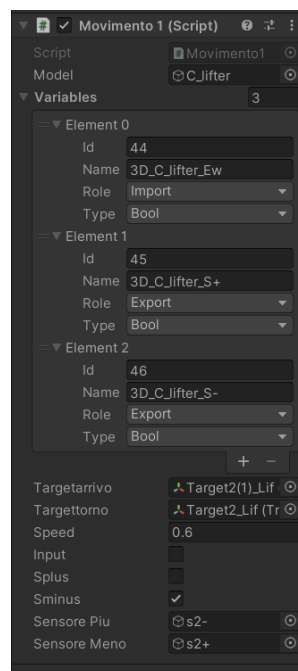 Movimento 1 (Script)
Script Movimento1
Model C_lifter
Variables 3
Element 0
Id 44
Name 3D_C_lifter_Ew
Role Import
Type Bool
Element 1
Id 45
Name 3D_C_lifter_S+
Role Export
Type Bool
Element 2
Id 46
Name 3D_C_lifter_S-
Role Export
Type Bool
+ -
Targetarrivo Target2(1)_Lif
Targettorno Target2_Lif (Tr
Speed 0.6
Input
Splus
Sminus
Sensore Piu s2-
Sensore Meno s2+